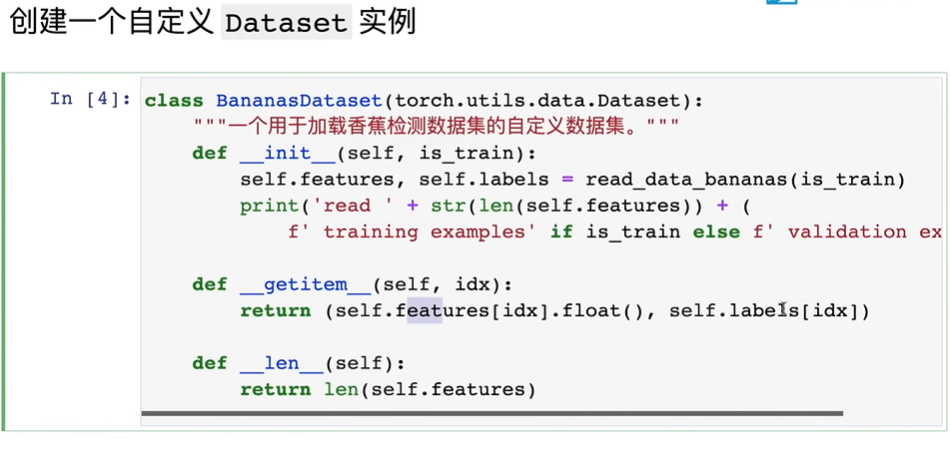 创建一个自定义 Dataset 实例
In [4]: class BananasDataset(torch.utils.data.Dataset):
"""一个用于加载香蕉检测数据集的自定义数据集。"""
def __init__(self, is_train):
self.features, self.labels = read_data_bananas(is_train)
print('read ' + str(len(self.features)) + (
f' training examples' if is_train else f' validation ex
def __getitem__(self, idx):
return (self.features[idx].float(), self.labels[idx])
def __len__(self):
return len(self.features)